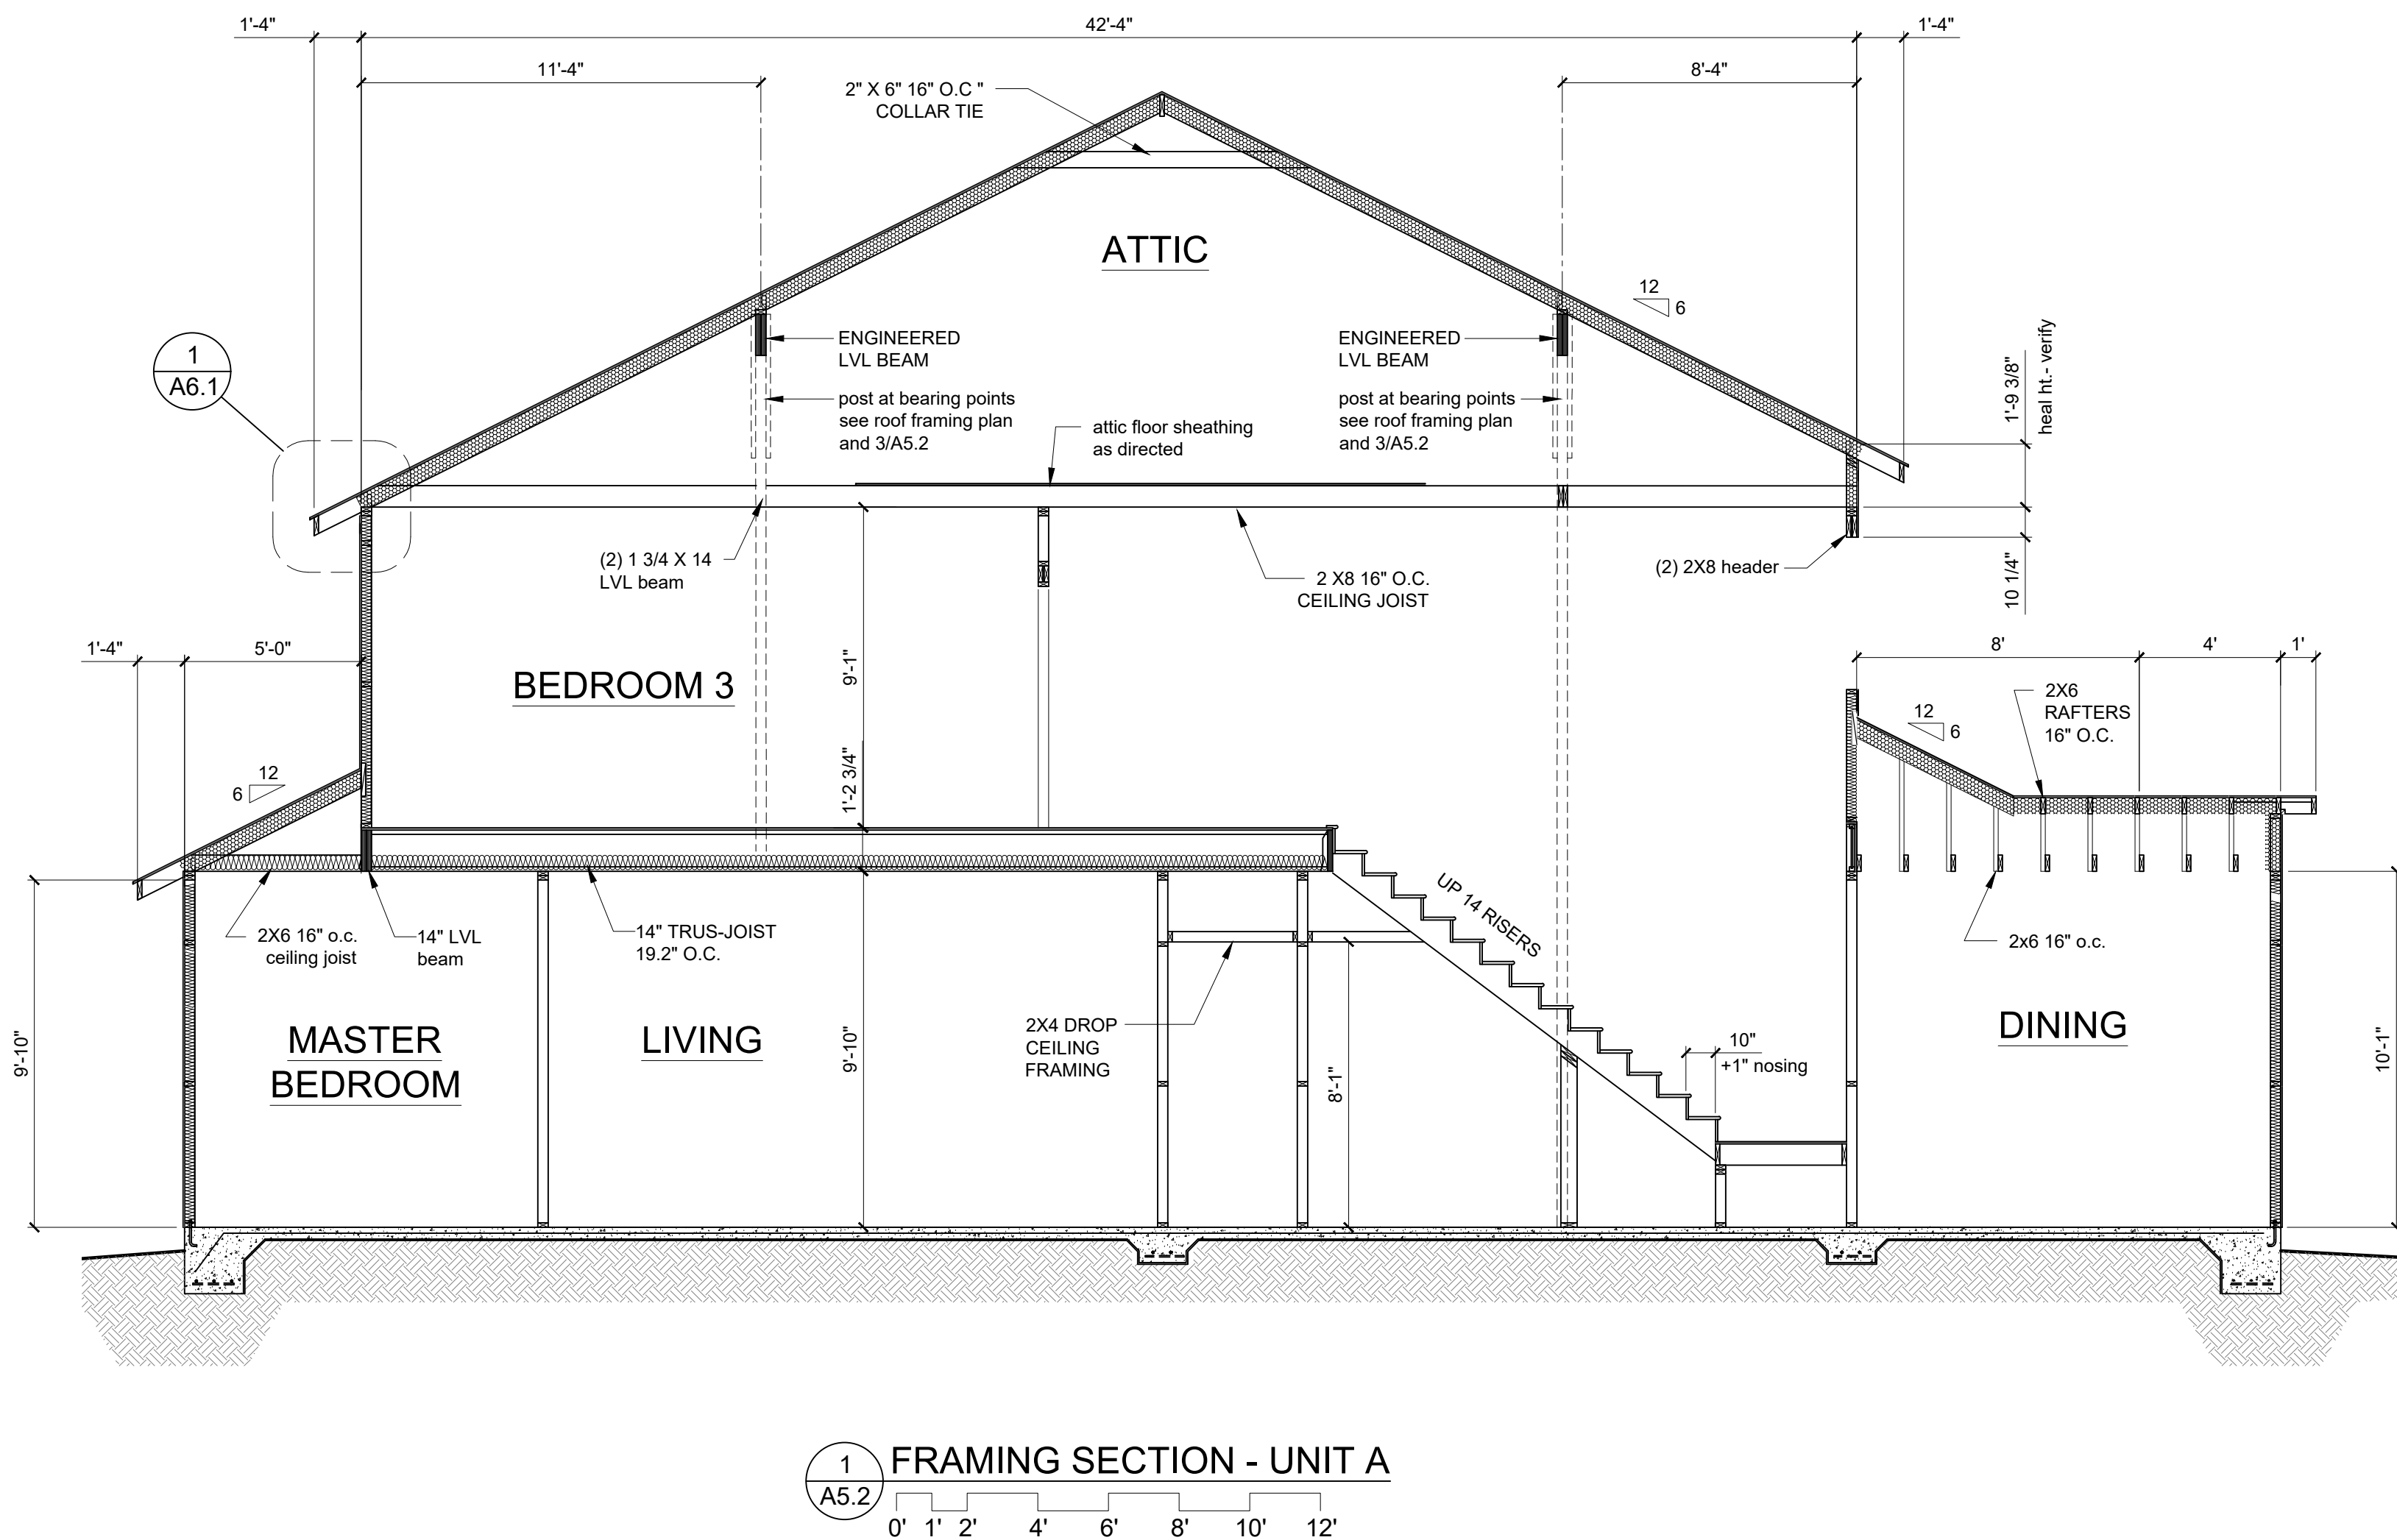 1'-4"
42'-4"
1'-4"
11'-4"
8'-4"
2" X 6" 16" O.C "
COLLAR TIE
ATTIC
12
6
1
A6.1
ENGINEERED
LVL BEAM
post at bearing points
see roof framing plan
and 3/A5.2
ENGINEERED
LVL BEAM
post at bearing points
see roof framing plan
and 3/A5.2
attic floor sheathing
as directed
1'-9 3/8"
heal ht.- verify
10 1/4"
(2) 1 3/4 X 14
LVL beam
2 X8 16" O.C.
CEILING JOIST
(2) 2X8 header
1'-4"
5'-0"
8'
4'
1'
BEDROOM 3
9'-1"
1'-2 3/4"
2X6
RAFTERS
16" O.C.
12
6
12
6
2X6 16" o.c.
ceiling joist
14" LVL
beam
14" TRUS-JOIST
19.2" O.C.
UP 14 RISERS
2x6 16" o.c.
9'-10"
MASTER
BEDROOM
LIVING
9'-10"
2X4 DROP
CEILING
FRAMING
8'-1"
10"
+1" nosing
DINING
10'-1"
1
A5.2
FRAMING SECTION - UNIT A
0' 1' 2' 4' 6' 8' 10' 12'